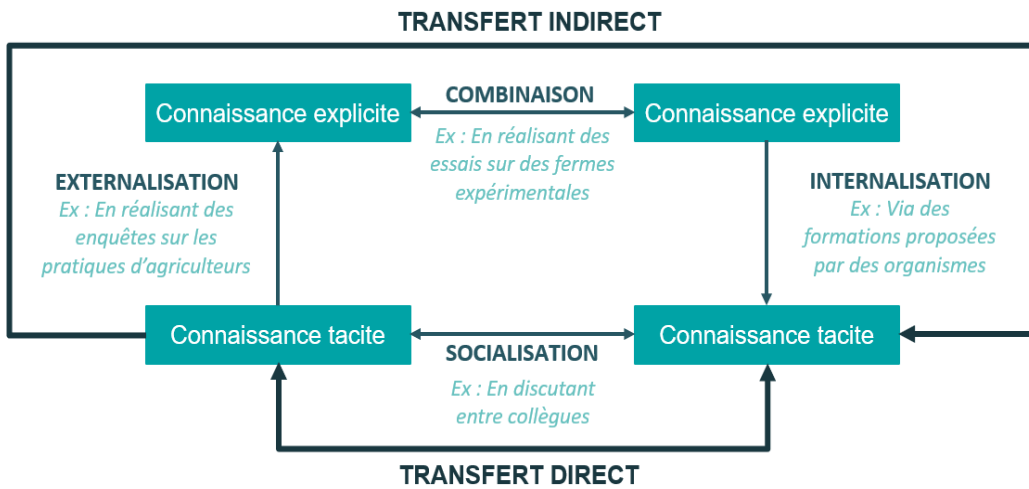 TRANSFERT INDIRECT
Connaissance explicite
COMBINAISON
Ex : En réalisant des
essais sur des fermes
expérimentales
Connaissance explicite
EXTERNALISATION
Ex : En réalisant des
enquêtes sur les
pratiques d’agriculteurs
INTERNALISATION
Ex : Via des
formations proposées
par des organismes
Connaissance tacite
SOCIALISATION
Ex : En discutant
entre collègues
Connaissance tacite
TRANSFERT DIRECT